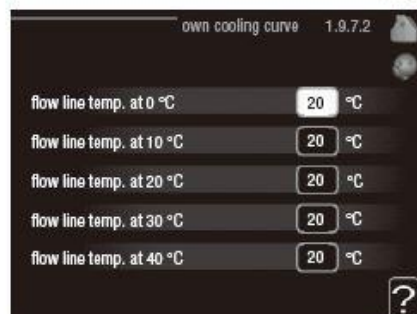 own cooling curve 1.9.7.2
flow line temp. at 0 °C 20 °C
flow line temp. at 10 °C 20 °C
flow line temp. at 20 °C 20 °C
flow line temp. at 30 °C 20 °C
flow line temp. at 40 °C 20 °C
?